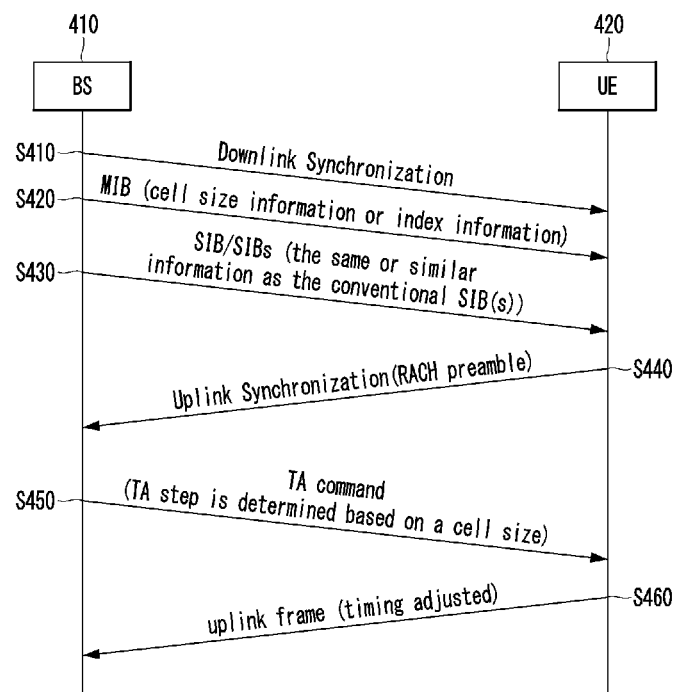 410
420
BS
UE
S410
Downlink Synchronization
S420
MIB (cell size information or index information)
S430
SIB/SIBs (the same or similar
information as the conventional SIB(s))
S440
Uplink Synchronization(RACH preamble)
S450
TA command
(TA step is determined based on a cell size)
S460
uplink frame (timing adjusted)